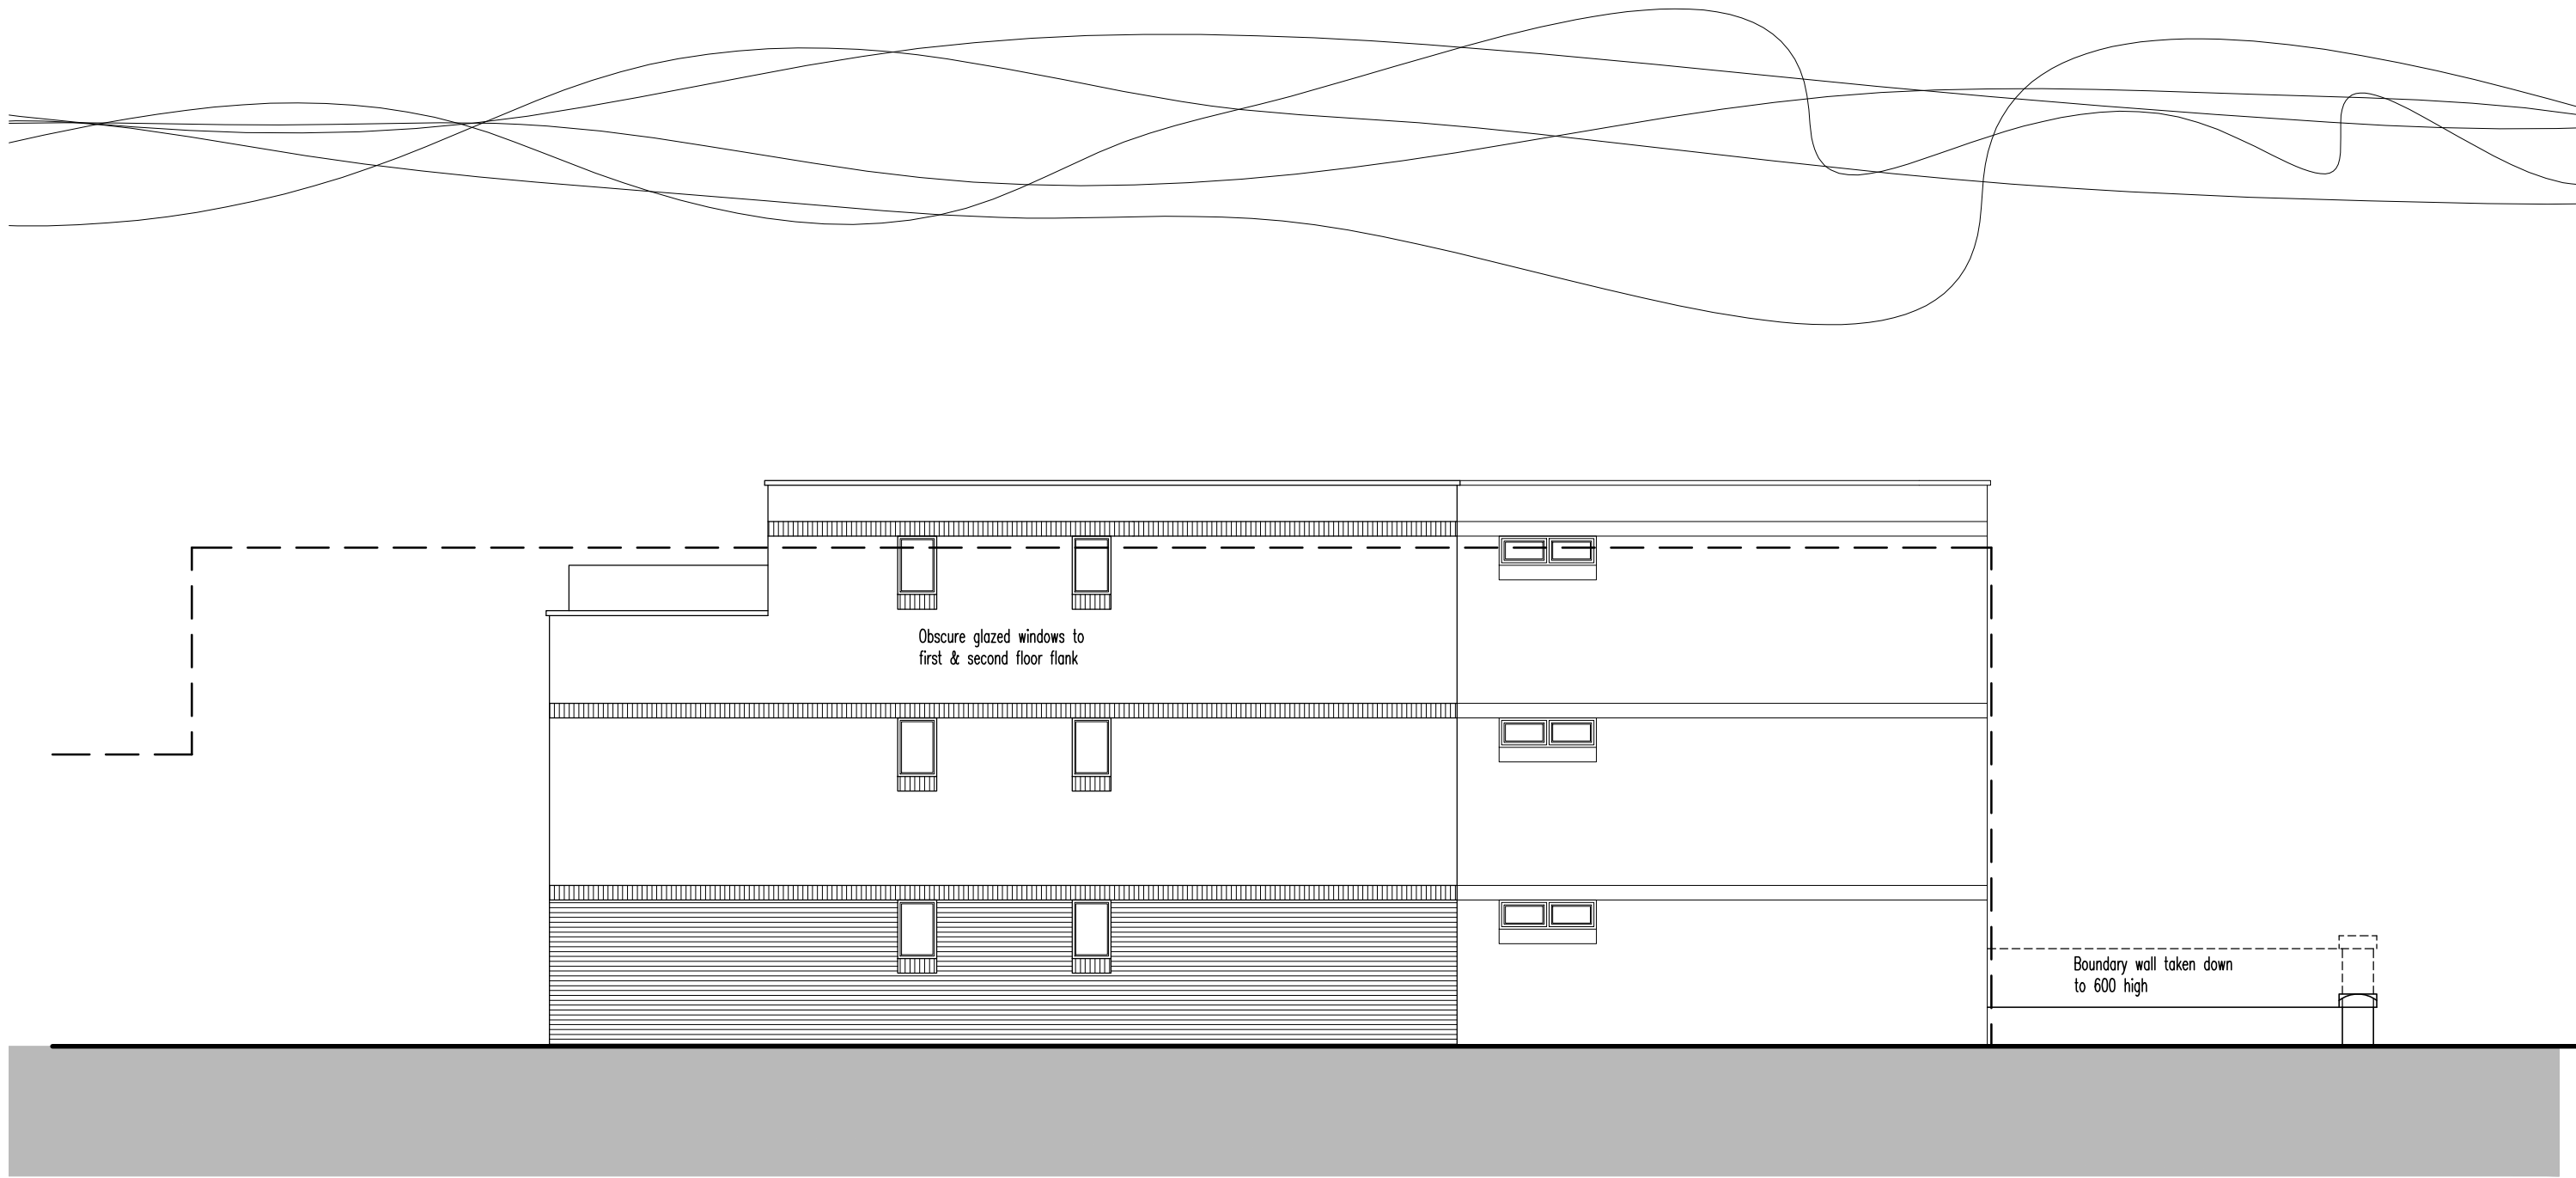 Obscure glazed windows to
first & second floor flank
Boundary wall taken down
to 600 high